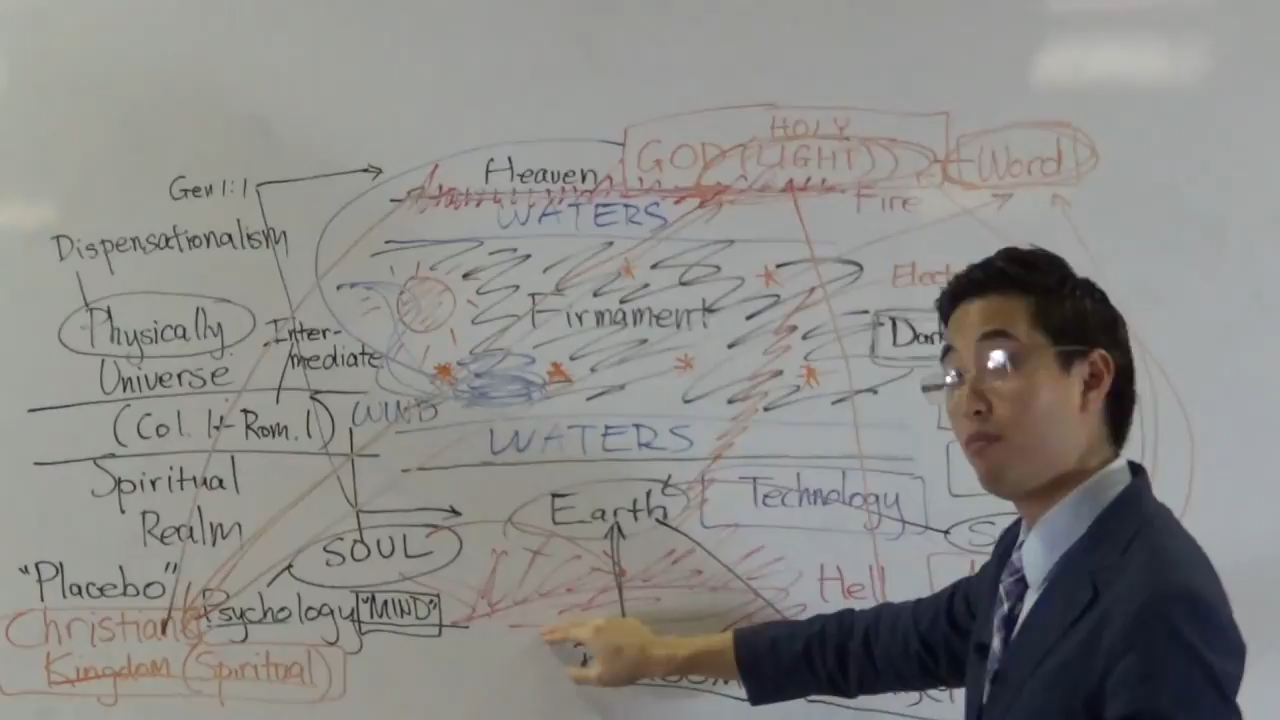 HOLY
Heaven GOD (LIGHT) Word
Gen 1:1
WATERS Fire
Dispensationalism
Firmament
Physically
Inter-
mediate
Universe
(Col. 1 + Rom. 1) WIND
WATERS
Spiritual
Technology
Earth
Realm
SOUL
"Placebo"
Hell
Christian Psychology "MIND"
Kingdom (Spiritual)